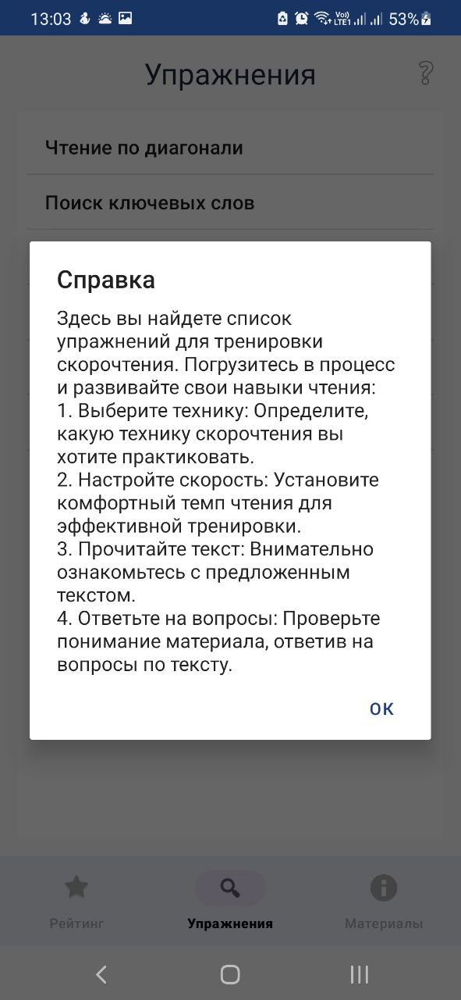 13:03
Vo)) LTE1
53%
Упражнения
Чтение по диагонали
Поиск ключевых слов
Справка
Здесь вы найдете список
упражнений для тренировки
скорочтения. Погрузитесь в процесс
и развивайте свои навыки чтения:
1. Выберите технику: Определите,
какую технику скорочтения вы
хотите практиковать.
2. Настройте скорость: Установите
комфортный темп чтения для
эффективной тренировки.
3. Прочитайте текст: Внимательно
ознакомьтесь с предложенным
текстом.
4. Ответьте на вопросы: Проверьте
понимание материала, ответив на
вопросы по тексту.
ОК
Рейтинг
Упражнения
Материалы